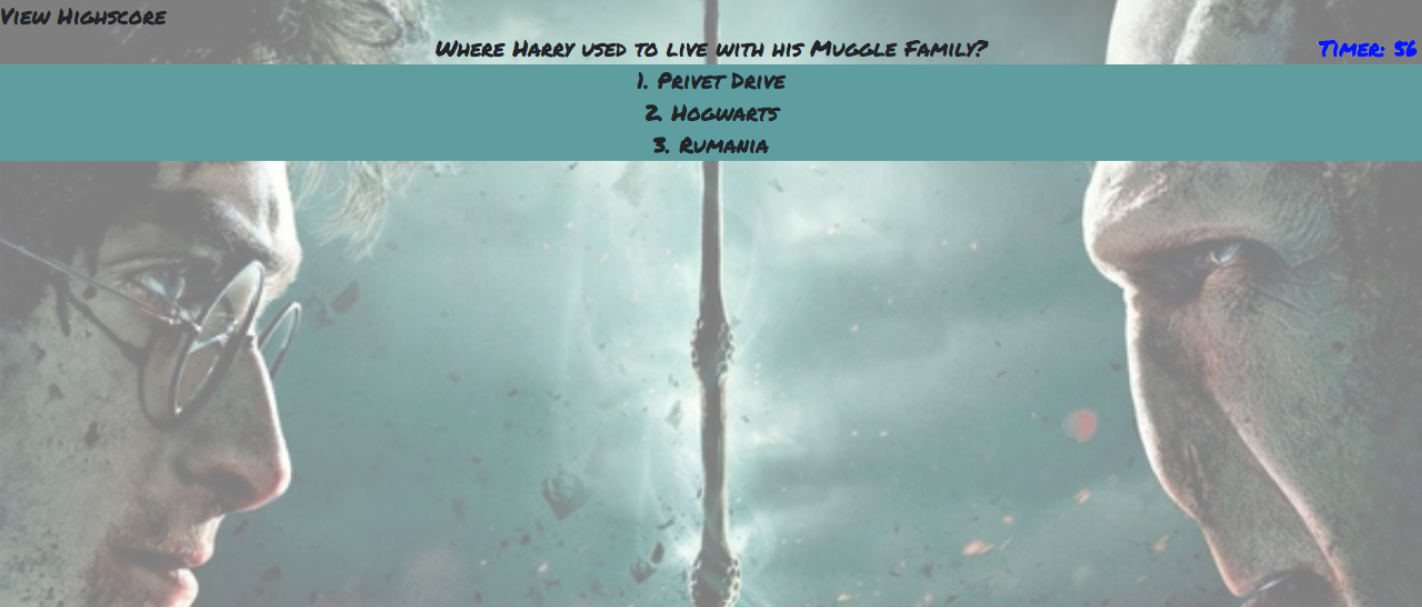 View Highscore
Where Harry used to live with his Muggle Family?
Timer: 56
1. Privet Drive
2. Hogwarts
3. Rumania